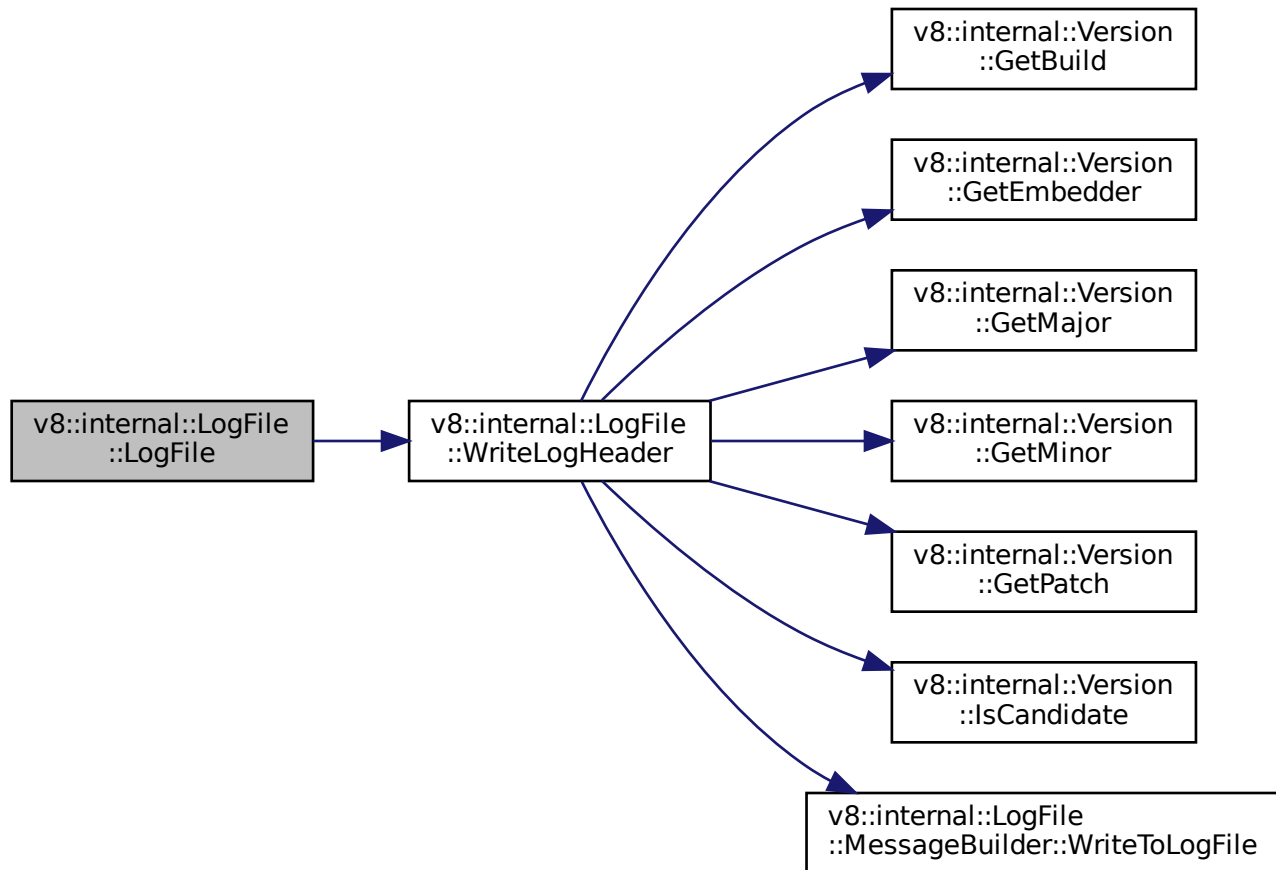 v8::internal::LogFile
::LogFile
v8::internal::LogFile
::WriteLogHeader
v8::internal::Version
::GetBuild
v8::internal::Version
::GetEmbedder
v8::internal::Version
::GetMajor
v8::internal::Version
::GetMinor
v8::internal::Version
::GetPatch
v8::internal::Version
::IsCandidate
v8::internal::LogFile
::MessageBuilder::WriteToLogFile